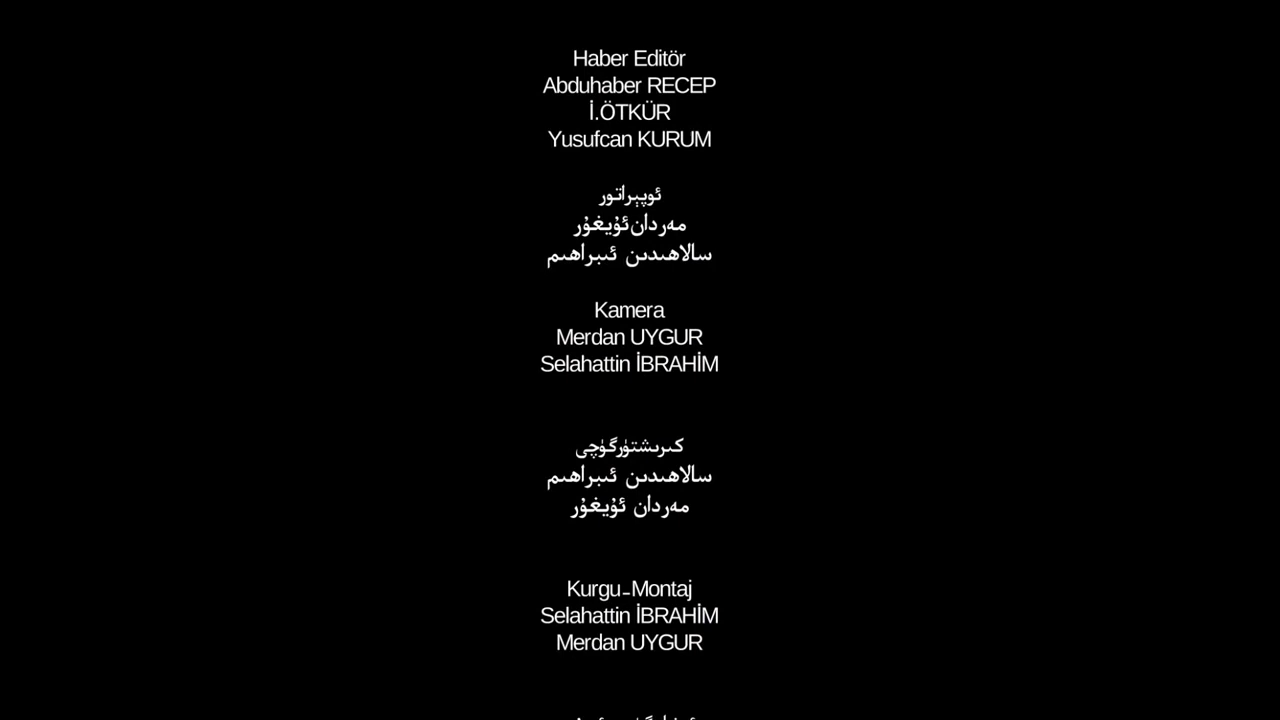 Haber Editör
Abduhaber RECEP
İ.ÖTKÜR
Yusufcan KURUM
ئوپېراتور
مەردان ئۇيغۇر
سالاھىدىن ئىبراھىم
Kamera
Merdan UYGUR
Selahattin İBRAHİM
كىرىشتۈرگۈچى
سالاھىدىن ئىبراھىم
مەردان ئۇيغۇر
Kurgu-Montaj
Selahattin İBRAHİM
Merdan UYGUR